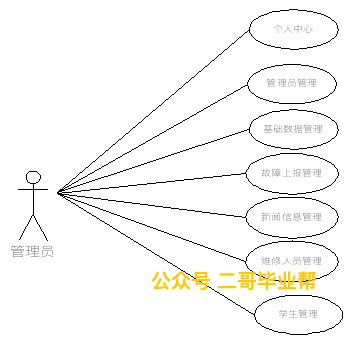 个人中心
管理员管理
基础数据管理
故障上报管理
新闻信息管理
管理员
维修人员管理
公众号 二哥毕业帮
学生管理